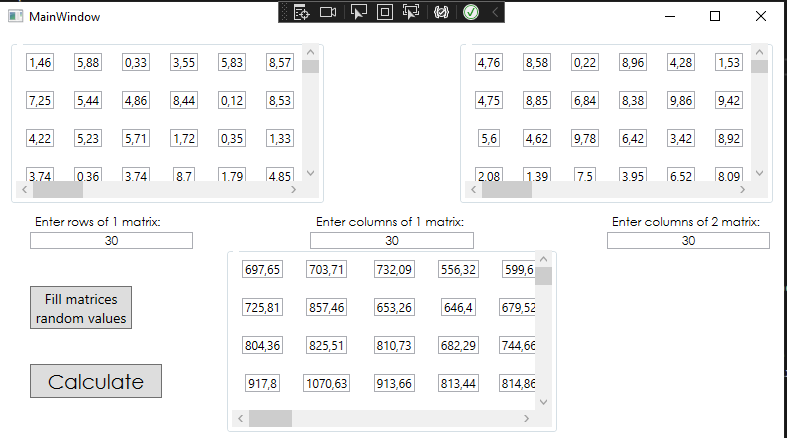 MainWindow
1,46 5,88 0,33 3,55 5,83 8,57
7,25 5,44 4,86 8,44 0,12 8,53
4,22 5,23 5,71 1,72 0,35 1,33
3,74 0,36 3,74 8,7 1,79 4,85
4,76 8,58 0,22 8,96 4,28 1,53
4,75 8,85 6,84 8,38 9,86 9,42
5,6 4,62 9,78 6,42 3,42 8,92
2,08 1,39 7,5 3,95 6,52 8,09
Enter rows of 1 matrix:
30
Enter columns of 1 matrix:
30
Enter columns of 2 matrix:
30
Fill matrices
random values
Calculate
697,65 703,71 732,09 556,32 599,6
725,81 857,46 653,26 646,4 679,52
804,36 825,51 810,73 682,29 744,66
917,8 1070,63 913,66 813,44 814,86